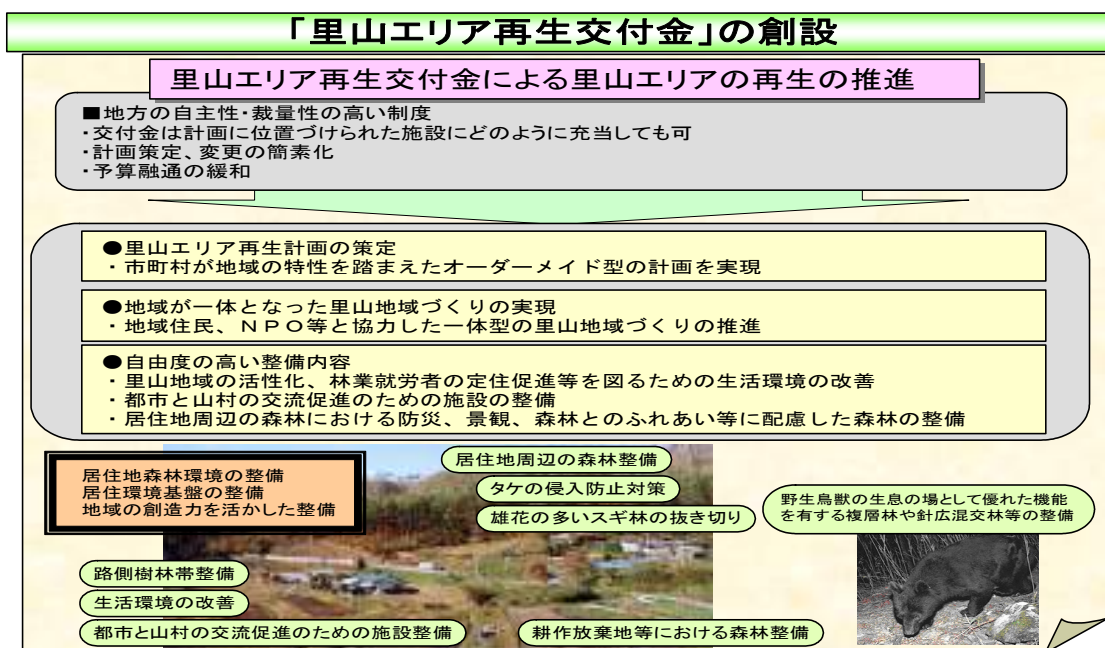 「里山エリア再生交付金」の創設
里山エリア再生交付金による里山エリアの再生の推進
■地方の自主性・裁量性の高い制度
・交付金は計画に位置づけられた施設にどのように充当しても可
・計画策定、変更の簡素化
・予算融通の緩和
●里山エリア再生計画の策定
・市町村が地域の特性を踏まえたオーダーメイド型の計画を実現
●地域が一体となった里山地域づくりの実現
・地域住民、ＮＰＯ等と協力した一体型の里山地域づくりの推進
●自由度の高い整備内容
・里山地域の活性化、林業就労者の定住促進等を図るための生活環境の改善
・都市と山村の交流促進のための施設の整備
・居住地周辺の森林における防災、景観、森林とのふれあい等に配慮した森林の整備
居住地森林環境の整備
居住環境基盤の整備
地域の創造力を活かした整備
居住地周辺の森林整備
タケの侵入防止対策
雄花の多いスギ林の抜き切り
野生鳥獣の生息の場として優れた機能
を有する複層林や針広混交林等の整備
路側樹林帯整備
生活環境の改善
都市と山村の交流促進のための施設整備
耕作放棄地等における森林整備